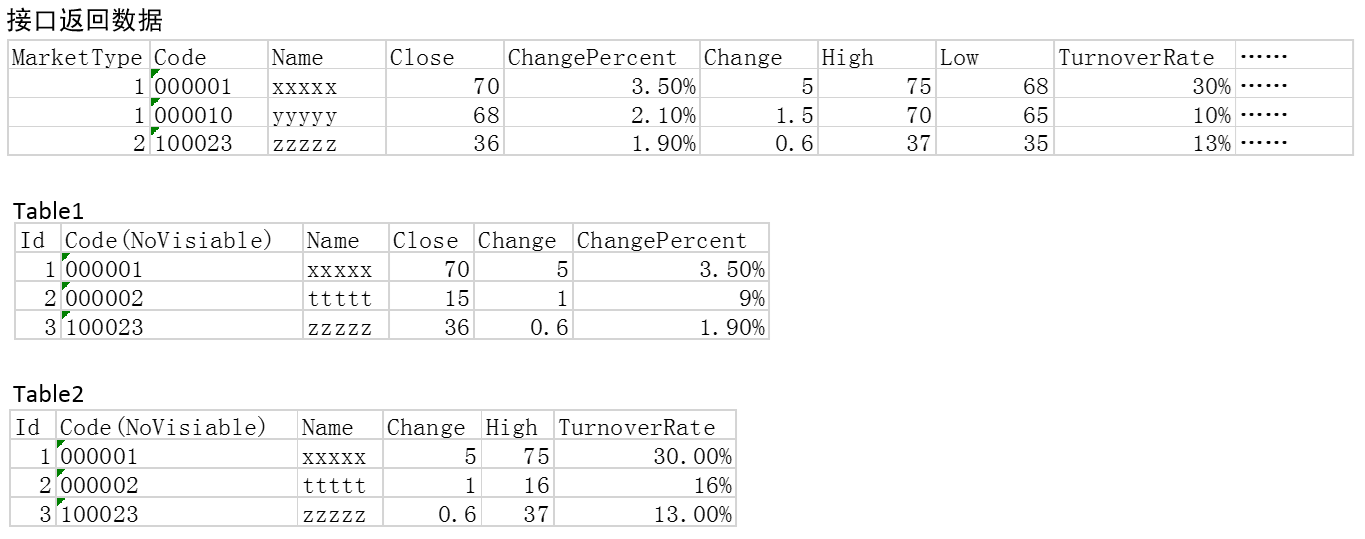 接口返回数据
MarketType Code Name Close ChangePercent Change High Low TurnoverRate ……
1 000001 xxxxx 70 3.50% 5 75 68 30% ……
1 000010 yyyyy 68 2.10% 1.5 70 65 10% ……
2 100023 zzzzz 36 1.90% 0.6 37 35 13% ……
Table1
Id Code(NoVisiable) Name Close Change ChangePercent
1 000001 xxxxx 70 5 3.50%
2 000002 ttttt 15 1 9%
3 100023 zzzzz 36 0.6 1.90%
Table2
Id Code(NoVisiable) Name Change High TurnoverRate
1 000001 xxxxx 5 75 30.00%
2 000002 ttttt 1 16 16%
3 100023 zzzzz 0.6 37 13.00%